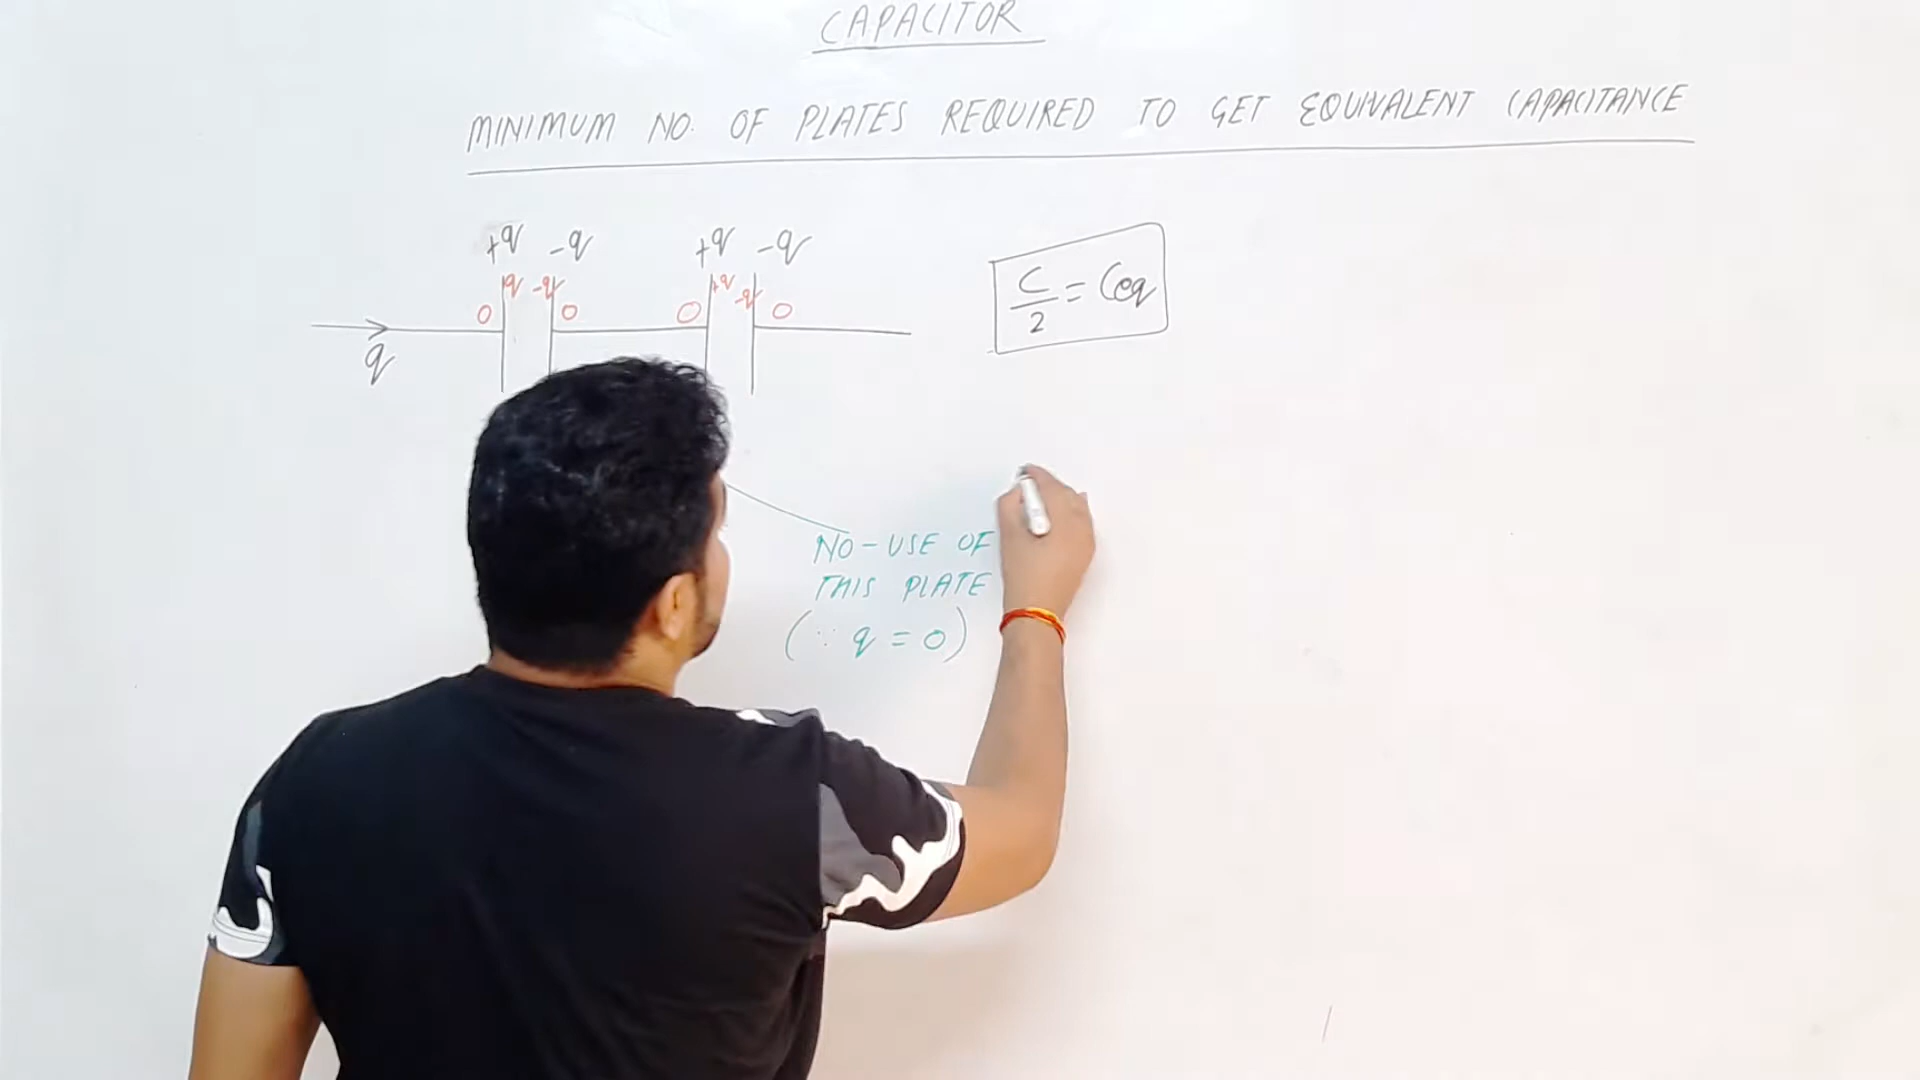 CAPACITOR
MINIMUM NO. OF PLATES REQUIRED TO GET EQUIVALENT CAPACITANCE
+q -q +q -q
q -q +q -q
0 0 0 0
q
C/2 = Ceq
NO-USE OF
THIS PLATE
(∵ q = 0)